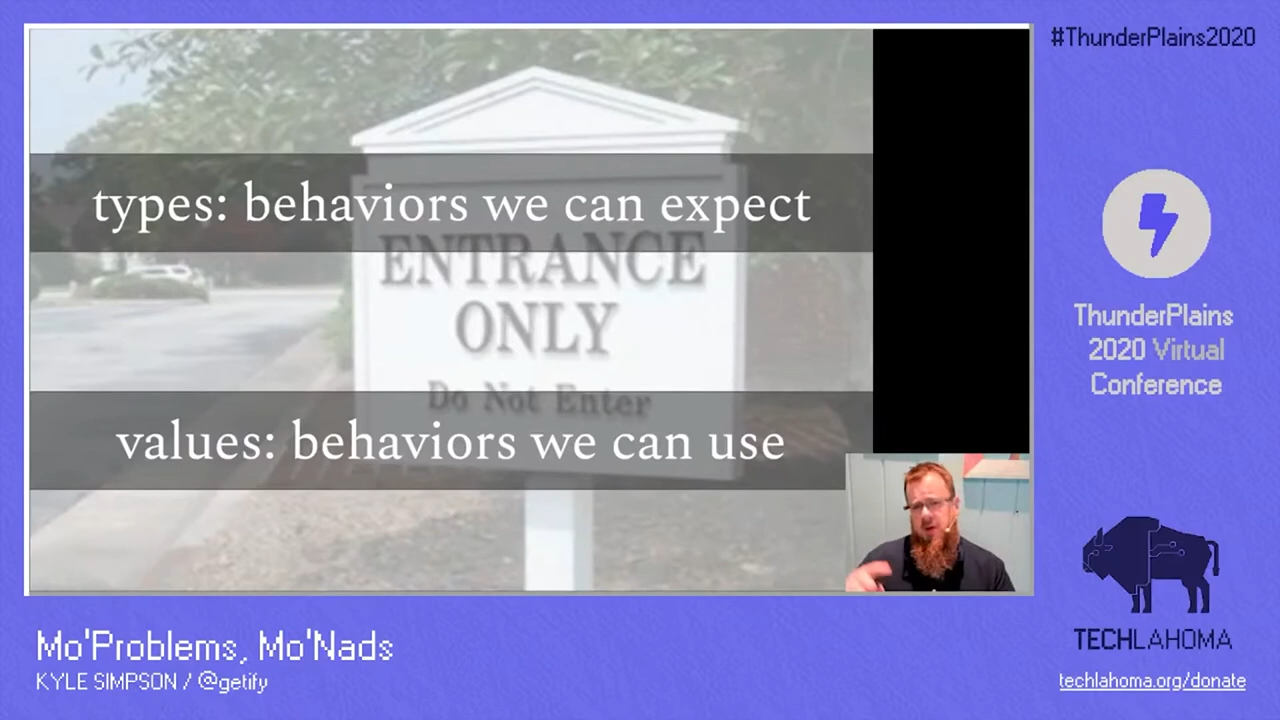 #ThunderPlains2020
types: behaviors we can expect
ENTRANCE
ONLY
Do Not Enter
values: behaviors we can use
ThunderPlains
2020 Virtual
Conference
Mo'Problems, Mo'Nads
KYLE SIMPSON / @getify
TECHLAHOMA
techlahoma.org/donate